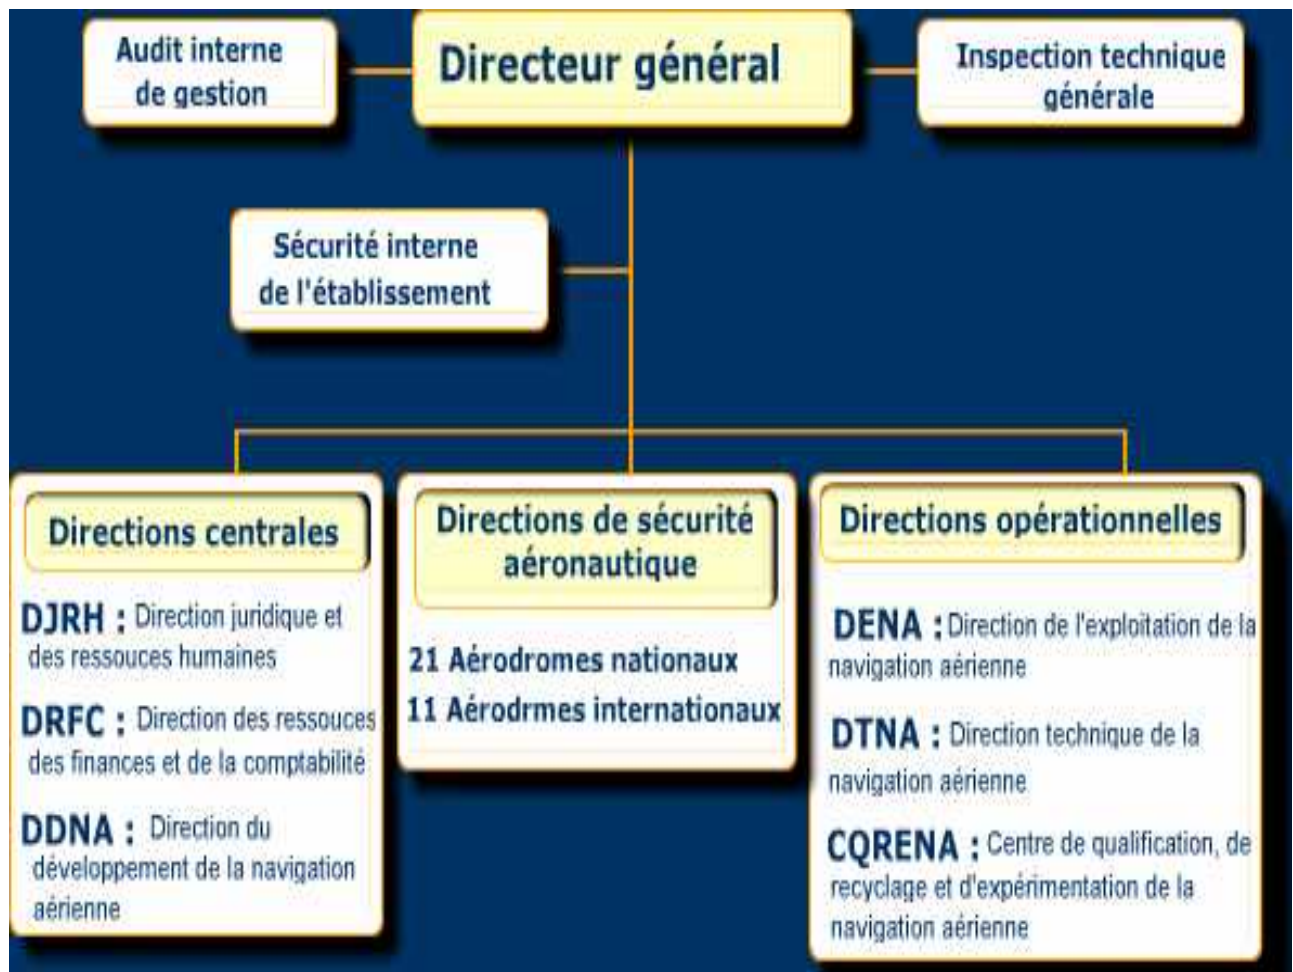 Audit interne
de gestion
Directeur général
Inspection technique
générale
Sécurité interne
de l'établissement
Directions centrales
DJRH : Direction juridique et
des ressouces humaines
DRFC : Direction des ressouces
des finances et de la comptabilité
DDNA : Direction du
développement de la navigation
aérienne
Directions de sécurité
aéronautique
21 Aérodromes nationaux
11 Aérodrmes internationaux
Directions opérationnelles
DENA : Direction de l'exploitation de la
navigation aérienne
DTNA : Direction technique de la
navigation aérienne
CQRENA : Centre de qualification, de
recyclage et d'expérimentation de la
navigation aérienne